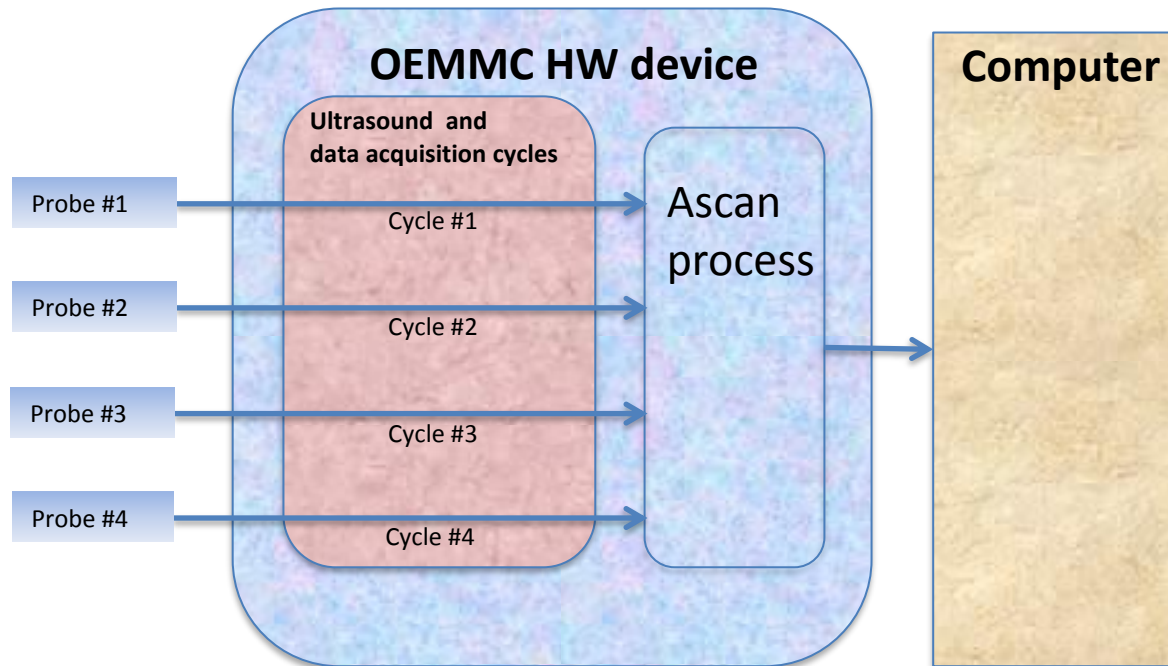 OEMMC HW device
Computer
Ultrasound and
data acquisition cycles
Probe #1
Cycle #1
Ascan
process
Probe #2
Cycle #2
Probe #3
Cycle #3
Probe #4
Cycle #4